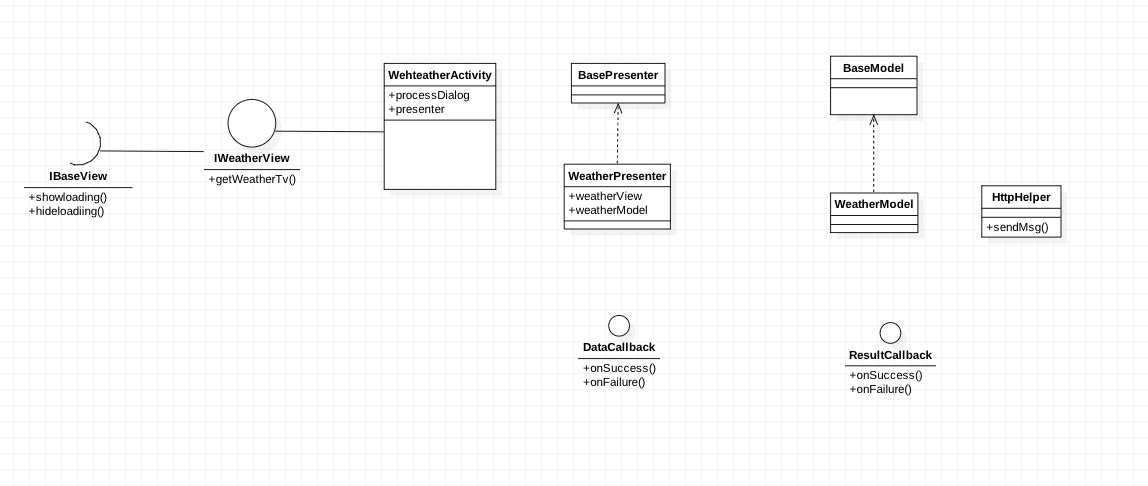 IBaseView
+showloading()
+hideloadiing()
IWeatherView
+getWeatherTv()
WehteatherActivity
+processDialog
+presenter
BasePresenter
WeatherPresenter
+weatherView
+weatherModel
BaseModel
WeatherModel
HttpHelper
+sendMsg()
DataCallback
+onSuccess()
+onFailure()
ResultCallback
+onSuccess()
+onFailure()